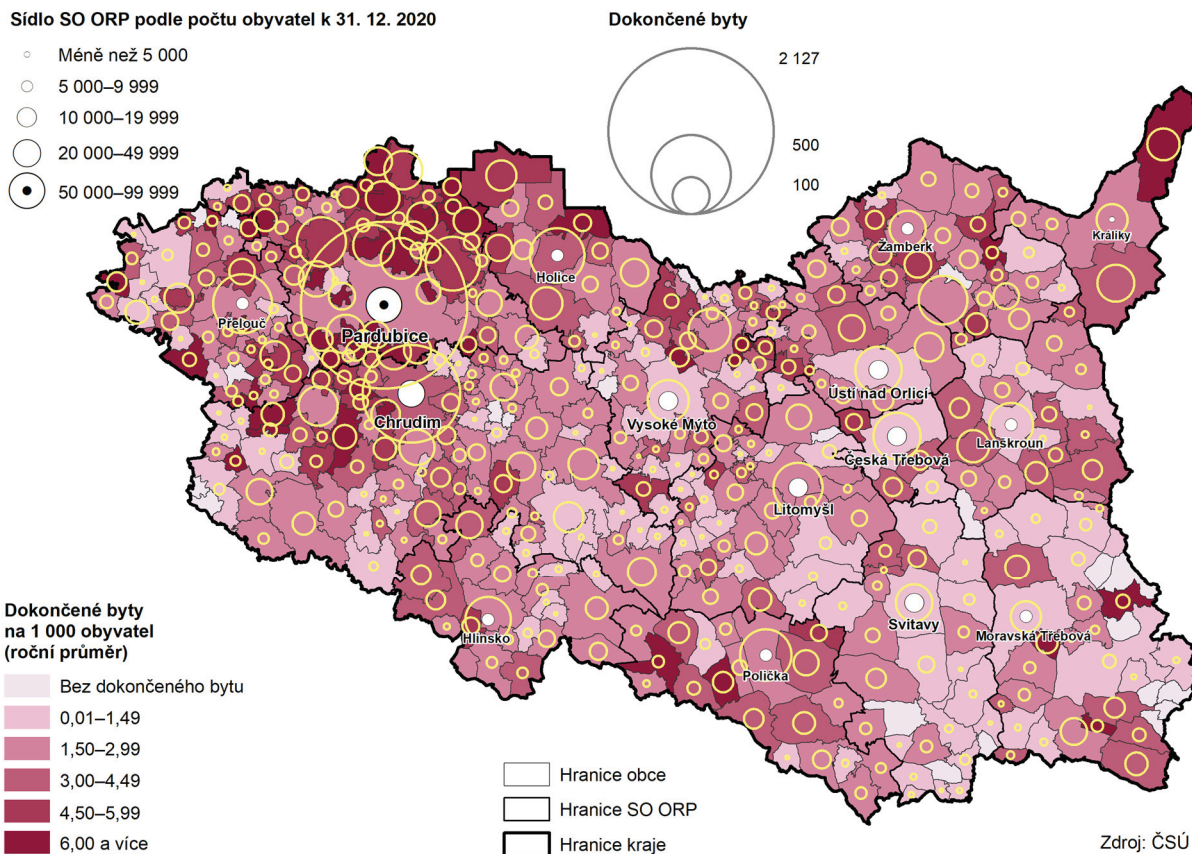 Sídlo SO ORP podle počtu obyvatel k 31. 12. 2020
Méně než 5 000
5 000–9 999
10 000–19 999
20 000–49 999
50 000–99 999
Dokončené byty
2 127
500
100
Žamberk
Králíky
Holice
Přelouč
Pardubice
Ústí nad Orlicí
Chrudim
Vysoké Mýto
Lanškroun
Česká Třebová
Litomyšl
Svitavy
Moravská Třebová
Hlinsko
Polička
Dokončené byty
na 1 000 obyvatel
(roční průměr)
Bez dokončeného bytu
0,01–1,49
1,50–2,99
3,00–4,49
4,50–5,99
6,00 a více
Hranice obce
Hranice SO ORP
Hranice kraje
Zdroj: ČSÚ